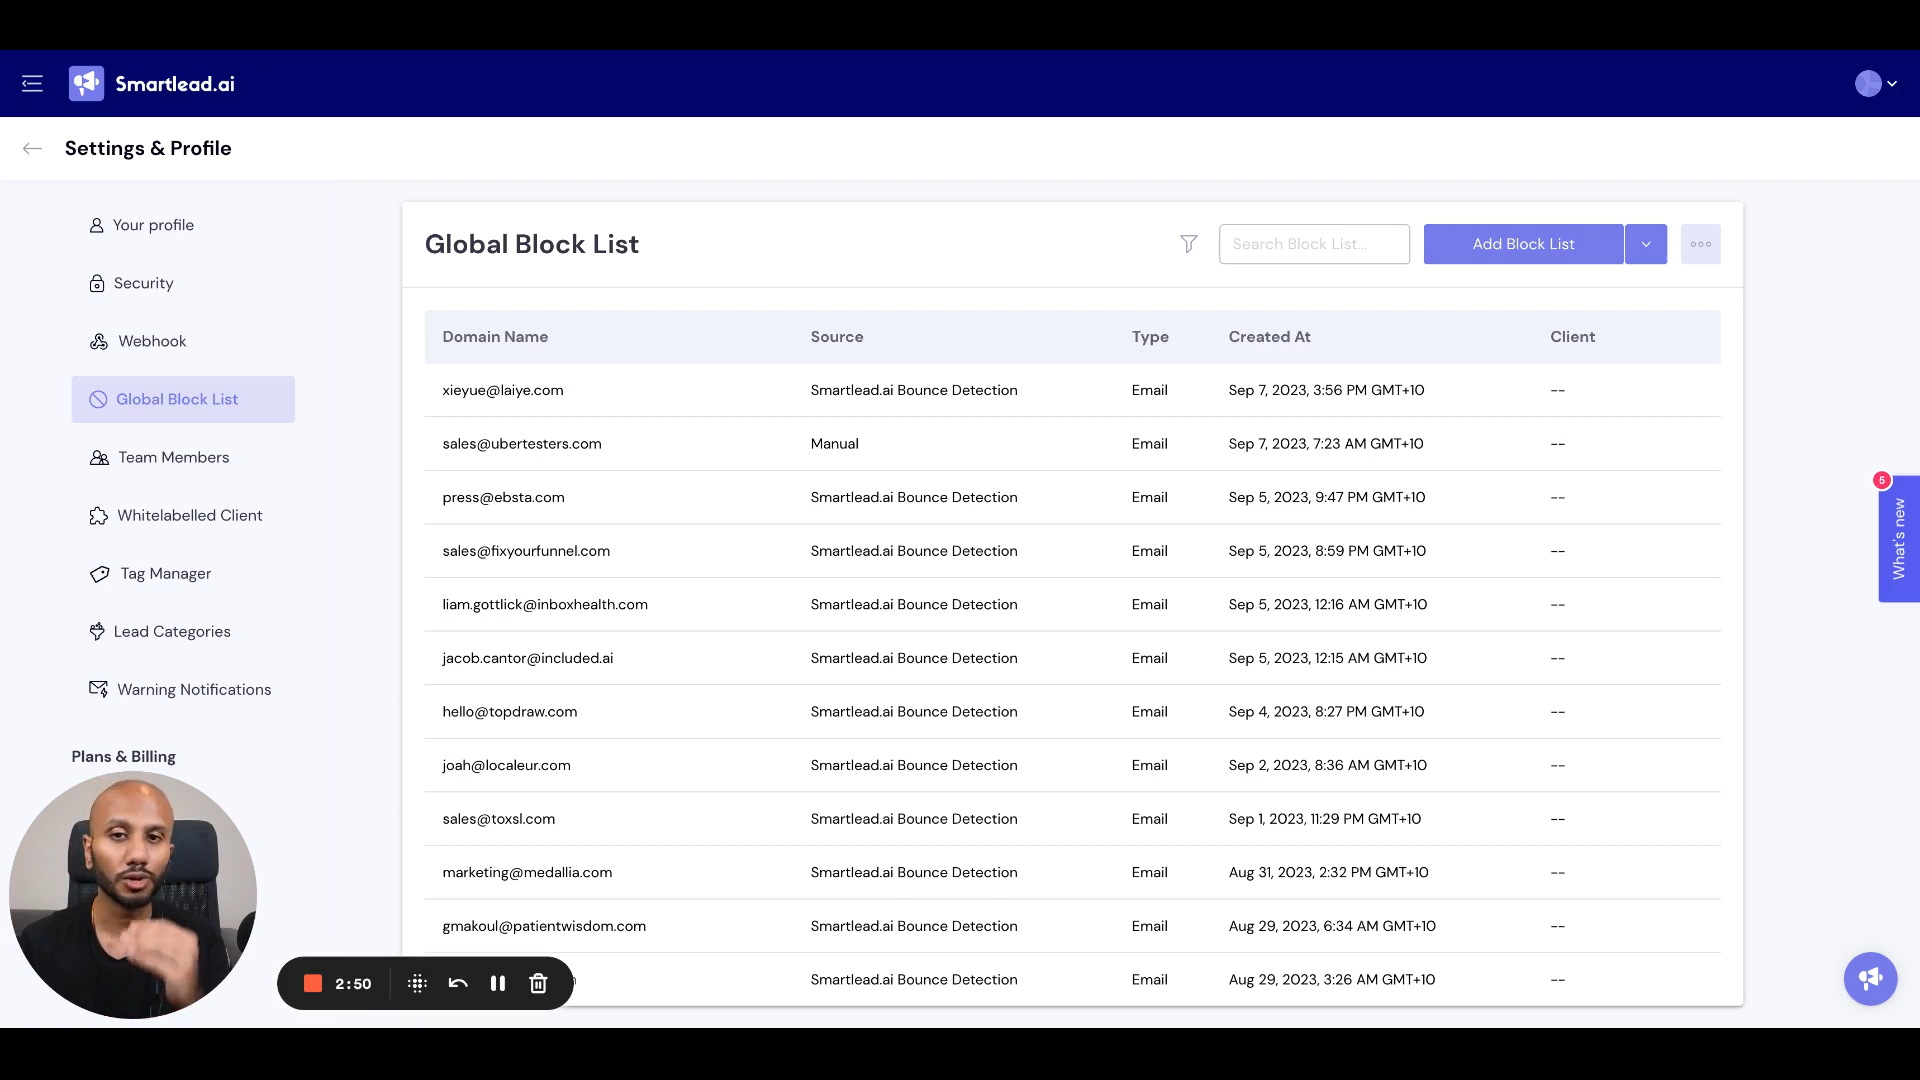 Smartlead.ai
Settings & Profile
Your profile
Security
Webhook
Global Block List
Team Members
Whitelabelled Client
Tag Manager
Lead Categories
Warning Notifications
Plans & Billing
2:50
Global Block List
Search Block List...
Add Block List
Domain Name Source Type Created At Client
xieyue@laiye.com Smartlead.ai Bounce Detection Email Sep 7, 2023, 3:56 PM GMT+10 --
sales@ubertesters.com Manual Email Sep 7, 2023, 7:23 AM GMT+10 --
press@ebsta.com Smartlead.ai Bounce Detection Email Sep 5, 2023, 9:47 PM GMT+10 --
sales@fixyourfunnel.com Smartlead.ai Bounce Detection Email Sep 5, 2023, 8:59 PM GMT+10 --
liam.gottlick@inboxhealth.com Smartlead.ai Bounce Detection Email Sep 5, 2023, 12:16 AM GMT+10 --
jacob.cantor@included.ai Smartlead.ai Bounce Detection Email Sep 5, 2023, 12:15 AM GMT+10 --
hello@topdraw.com Smartlead.ai Bounce Detection Email Sep 4, 2023, 8:27 PM GMT+10 --
joah@localeur.com Smartlead.ai Bounce Detection Email Sep 2, 2023, 8:36 AM GMT+10 --
sales@toxsl.com Smartlead.ai Bounce Detection Email Sep 1, 2023, 11:29 PM GMT+10 --
marketing@medallia.com Smartlead.ai Bounce Detection Email Aug 31, 2023, 2:32 PM GMT+10 --
gmakoul@patientwisdom.com Smartlead.ai Bounce Detection Email Aug 29, 2023, 6:34 AM GMT+10 --
Smartlead.ai Bounce Detection Email Aug 29, 2023, 3:26 AM GMT+10 --
5
What's new